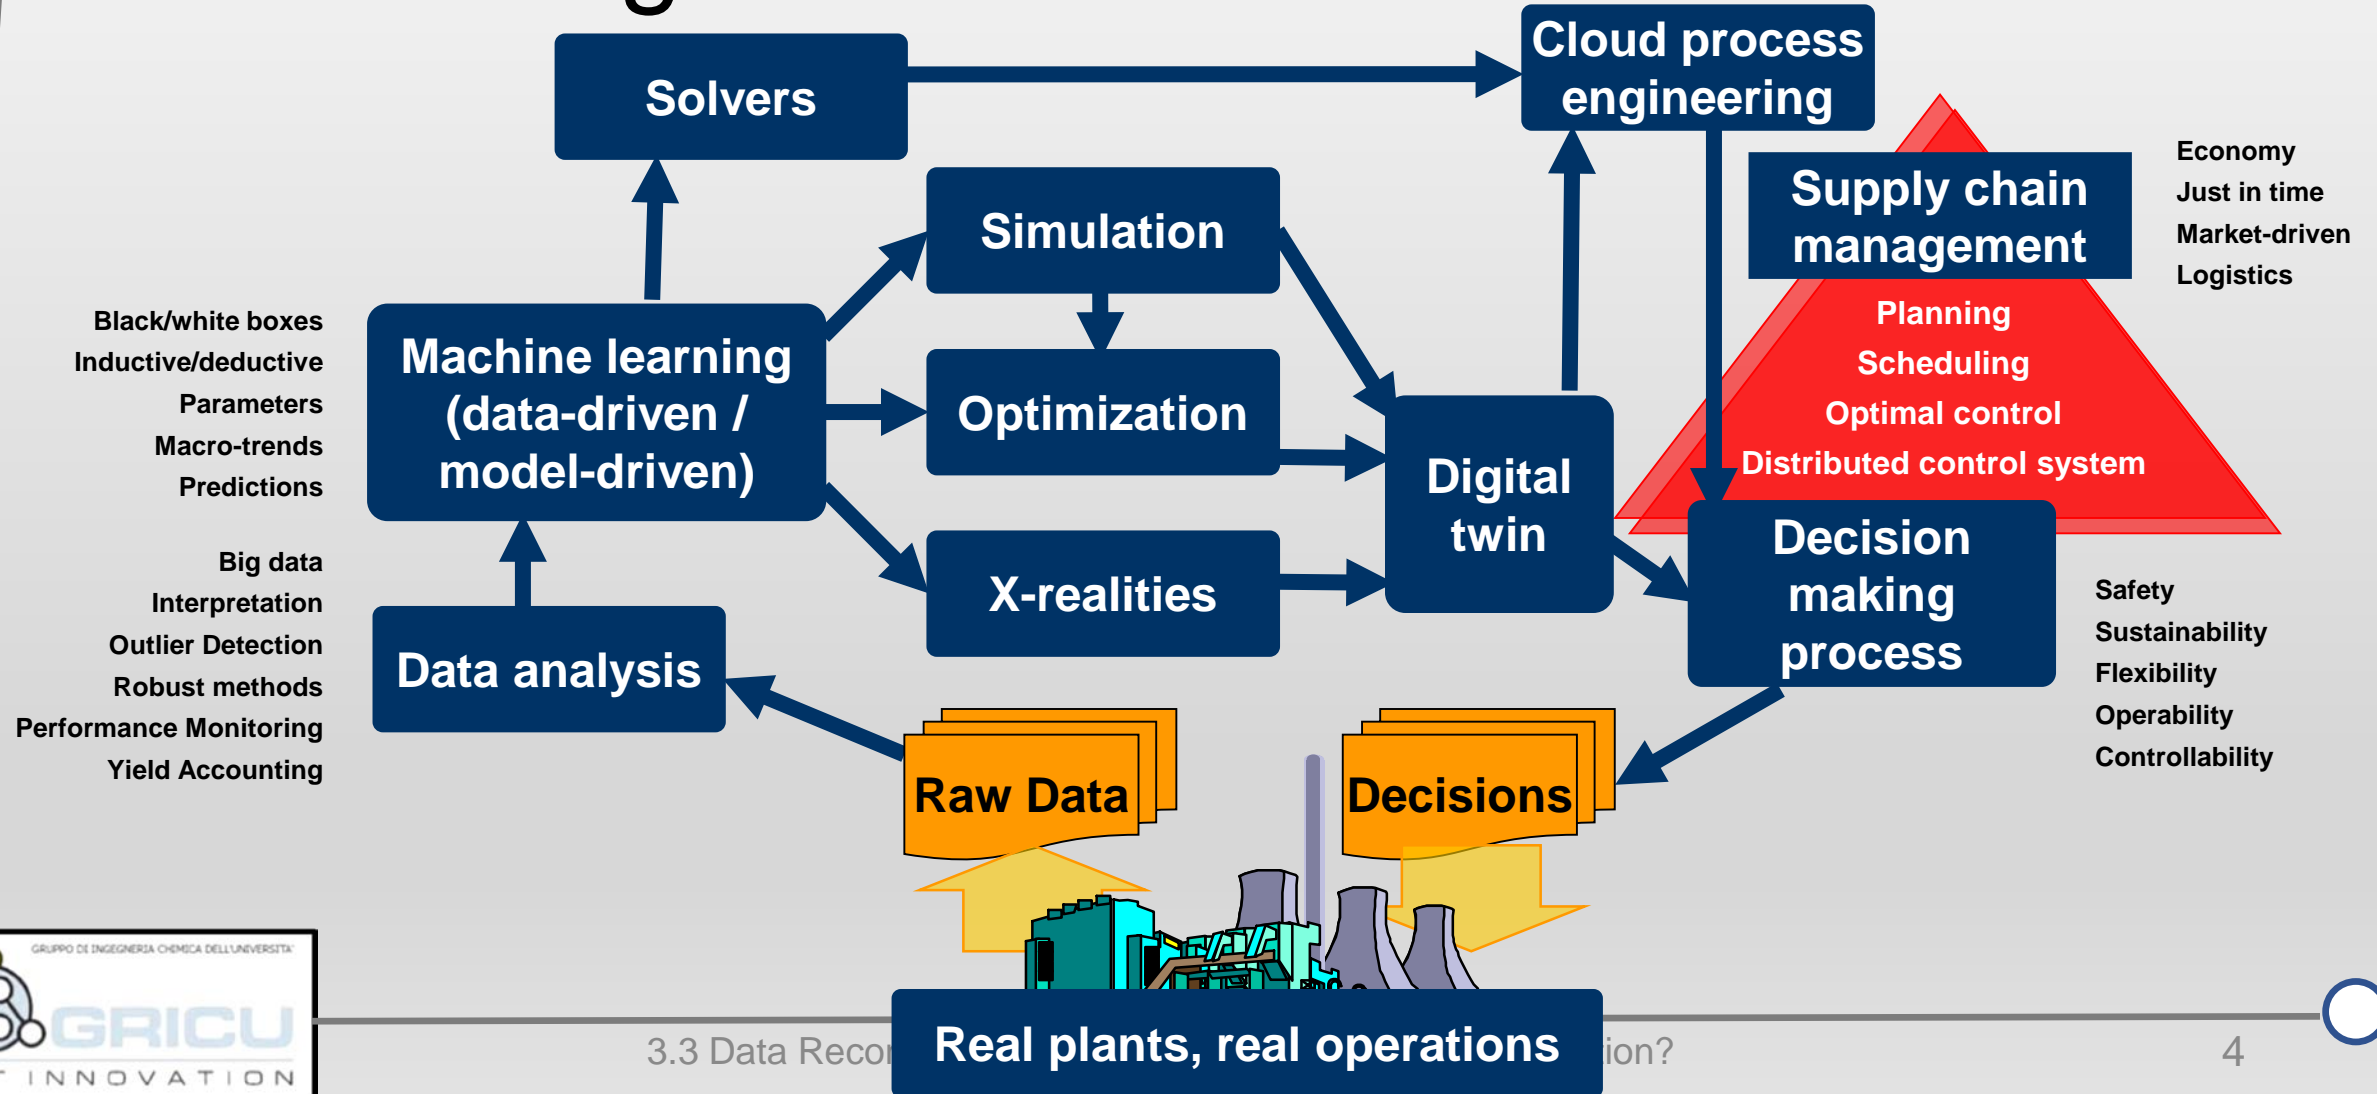 Solvers
Cloud process
engineering
Supply chain
management
Economy
Just in time
Market-driven
Logistics
Simulation
Planning
Scheduling
Optimal control
Distributed control system
Black/white boxes
Inductive/deductive
Parameters
Macro-trends
Predictions
Machine learning
(data-driven /
model-driven)
Optimization
Digital
twin
Decision
making
process
X-realities
Big data
Interpretation
Outlier Detection
Robust methods
Performance Monitoring
Yield Accounting
Data analysis
Safety
Sustainability
Flexibility
Operability
Controllability
Raw Data
Decisions
GRUPPO DI INGEGNERIA CHIMICA DELL'UNIVERSITA'
GRICU
INNOVATION
3.3 Data
Real plants, real operations
4